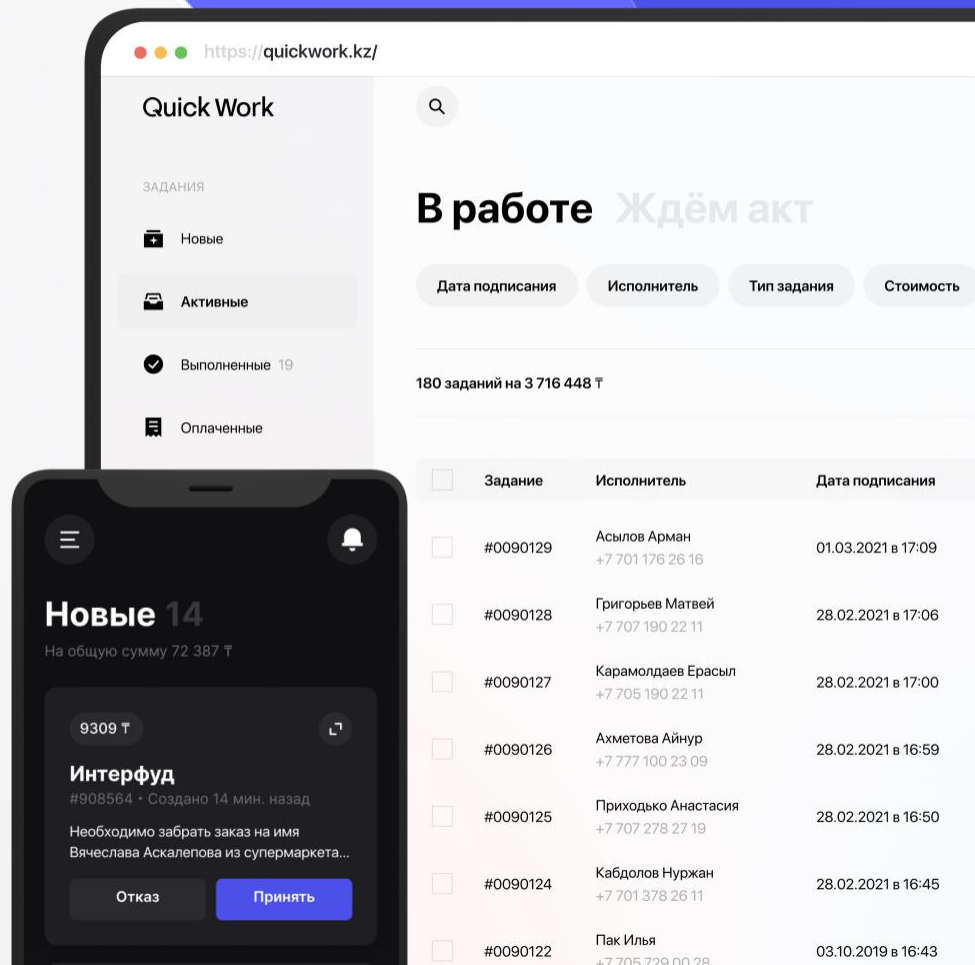 https://quickwork.kz/
Quick Work
ЗАДАНИЯ
Новые
Активные
Выполненные 19
Оплаченные
В работе Ждём акт
Дата подписания Исполнитель Тип задания Стоимость
180 заданий на 3 716 448 ₸
Задание Исполнитель Дата подписания
#0090129 Асылов Арман 01.03.2021 в 17:09
+7 701 176 26 16
#0090128 Григорьев Матвей 28.02.2021 в 17:06
+7 707 190 22 11
#0090127 Карамолдаев Ерасыл 28.02.2021 в 17:00
+7 705 190 22 11
#0090126 Ахметова Айнур 28.02.2021 в 16:59
+7 777 100 23 09
#0090125 Приходько Анастасия 28.02.2021 в 16:50
+7 707 278 27 19
#0090124 Кабдолов Нуржан 28.02.2021 в 16:45
+7 701 378 26 11
#0090122 Пак Илья 03.10.2019 в 16:43
+7 705 729 00 28
Новые 14
На общую сумму 72 387 ₸
9309 ₸
Интерфуд
#908564 • Создано 14 мин. назад
Необходимо забрать заказ на имя
Вячеслава Аскалепова из супермаркета...
Отказ Принять